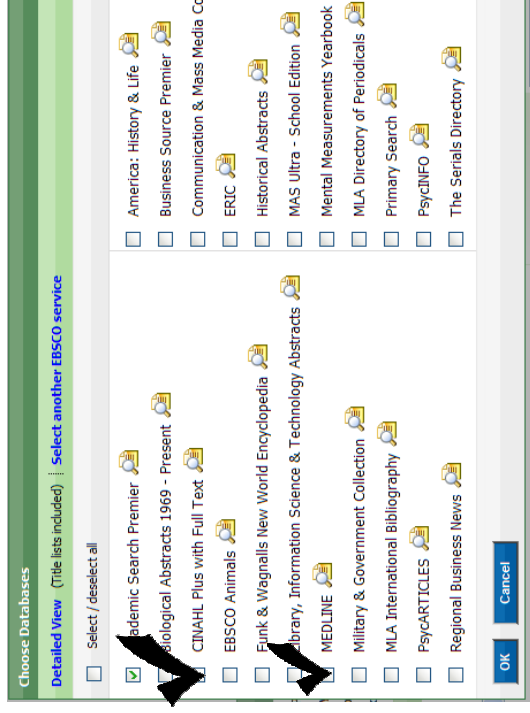 Choose Databases
Detailed View (Title lists included) | Select another EBSCO service
Select / deselect all
ademic Search Premier
Biological Abstracts 1969 - Present
CINAHL Plus with Full Text
EBSCO Animals
Funk & Wagnalls New World Encyclopedia
Library, Information Science & Technology Abstracts
MEDLINE
Military & Government Collection
MLA International Bibliography
PsycARTICLES
Regional Business News
America: History & Life
Business Source Premier
Communication & Mass Media Co
ERIC
Historical Abstracts
MAS Ultra - School Edition
Mental Measurements Yearbook
MLA Directory of Periodicals
Primary Search
PsycINFO
The Serials Directory
OK Cancel